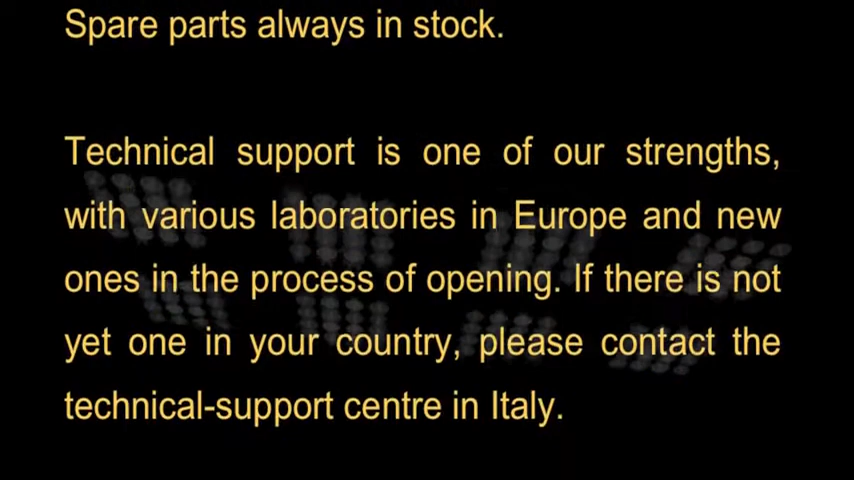 Spare parts always in stock.
Technical support is one of our strengths,
with various laboratories in Europe and new
ones in the process of opening. If there is not
yet one in your country, please contact the
technical-support centre in Italy.